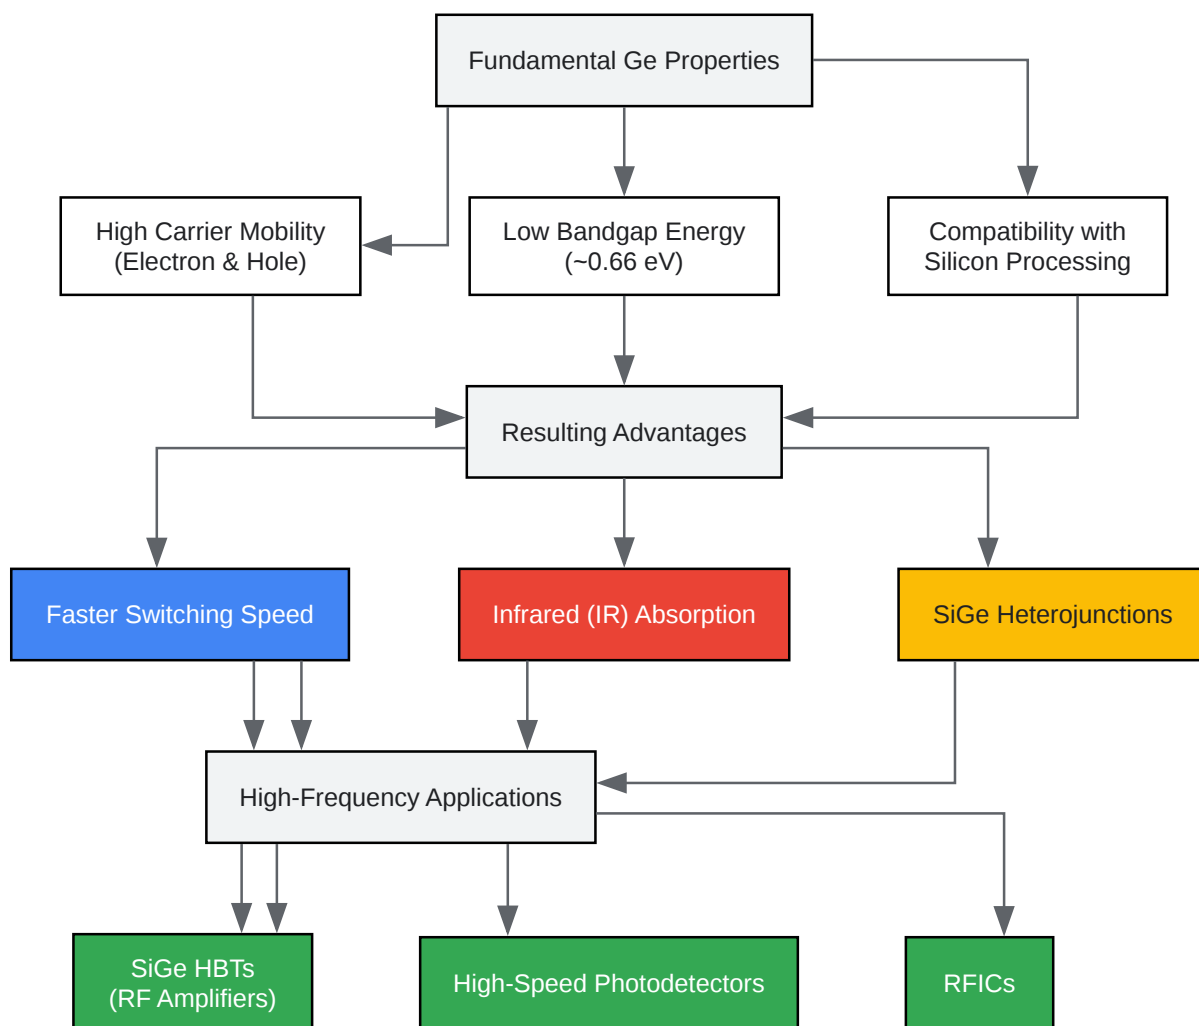 Fundamental Ge Properties
High Carrier Mobility
(Electron & Hole)
Low Bandgap Energy
(~0.66 eV)
Compatibility with
Silicon Processing
Resulting Advantages
Faster Switching Speed
Infrared (IR) Absorption
SiGe Heterojunctions
High-Frequency Applications
SiGe HBTs
(RF Amplifiers)
High-Speed Photodetectors
RFICs